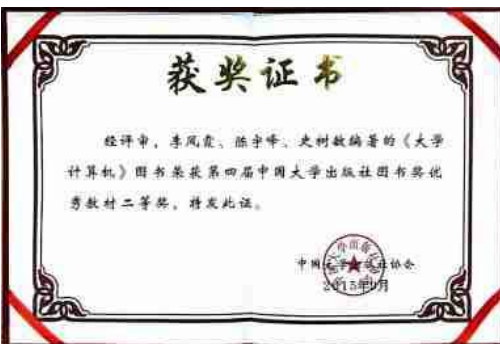 获奖证书
经评审，李凤霞、陈宇峰、史树敏编著的《大学
计算机》图书荣获第四届中国大学出版社图书奖优
秀教材二等奖，特发此证。
中国大学出版社协会
2015年9月